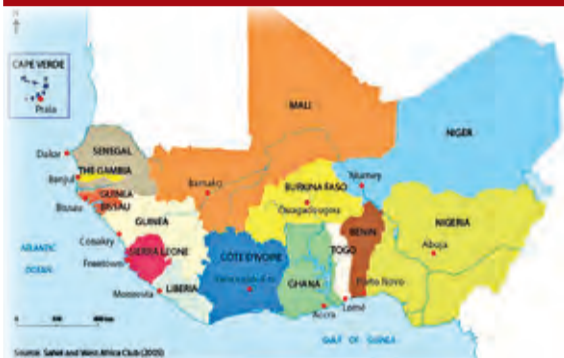 N
CAPE VERDE
Praia
MALI
NIGER
Dakar
SENEGAL
THE GAMBIA
Banjul
GUINEA
BISSAU
Bissau
Bamako
BURKINA FASO
Ouagadougou
Niamey
GUINEA
BENIN
NIGERIA
Abuja
Conakry
SIERRA LEONE
Freetown
CÔTE D'IVOIRE
TOGO
ATLANTIC
OCEAN
GHANA
Porto Novo
Monrovia
LIBERIA
Accra
Lomé
GULF OF GUINEA
Source: Sahel and West Africa Club (2005)